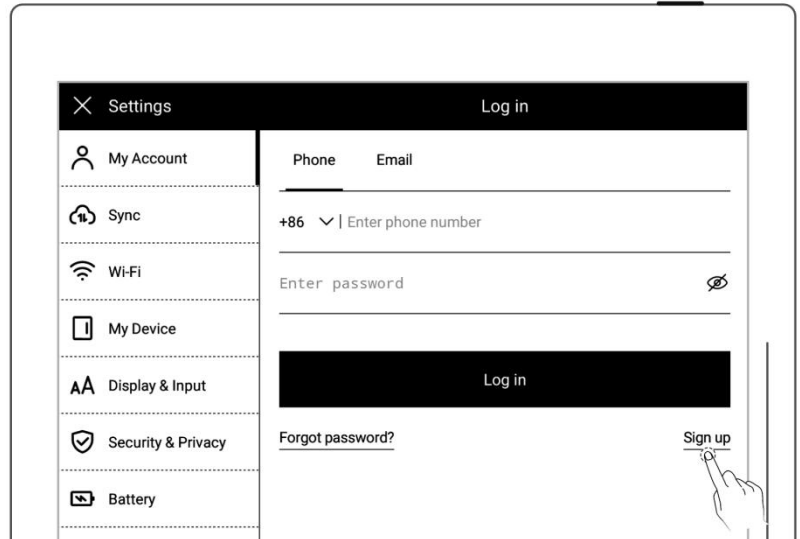 Settings
Log in
My Account
Sync
Wi-Fi
My Device
Display & Input
Security & Privacy
Battery
Phone Email
+86 Enter phone number
Enter password
Log in
Forgot password? Sign up